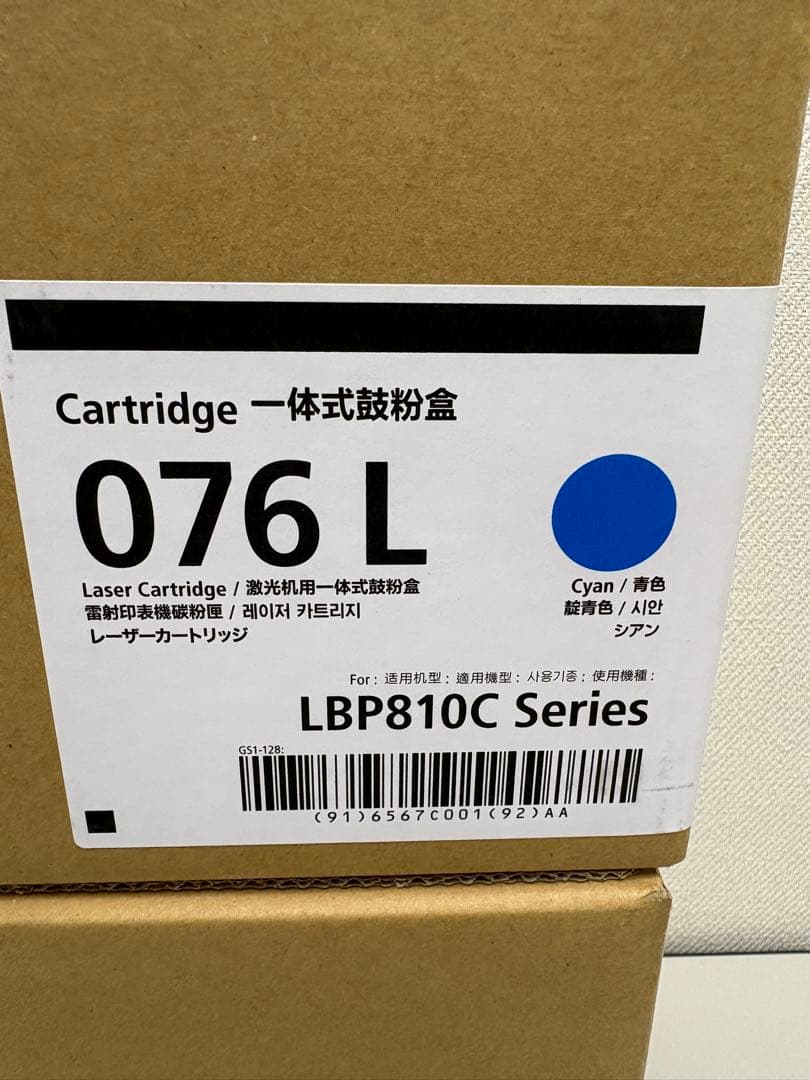 Cartridge 一体式鼓粉盒
076 L
Laser Cartridge / 激光机用一体式鼓粉盒
雷射印表機碳粉匣 / 레이저 카트리지
レーザーカートリッジ
Cyan / 青色
靛青色 / 시안
シアン
For : 适用机型 : 適用機型 : 사용기종 : 使用機種 :
LBP810C Series
GS1-128:
(91)6567C001(92)AA